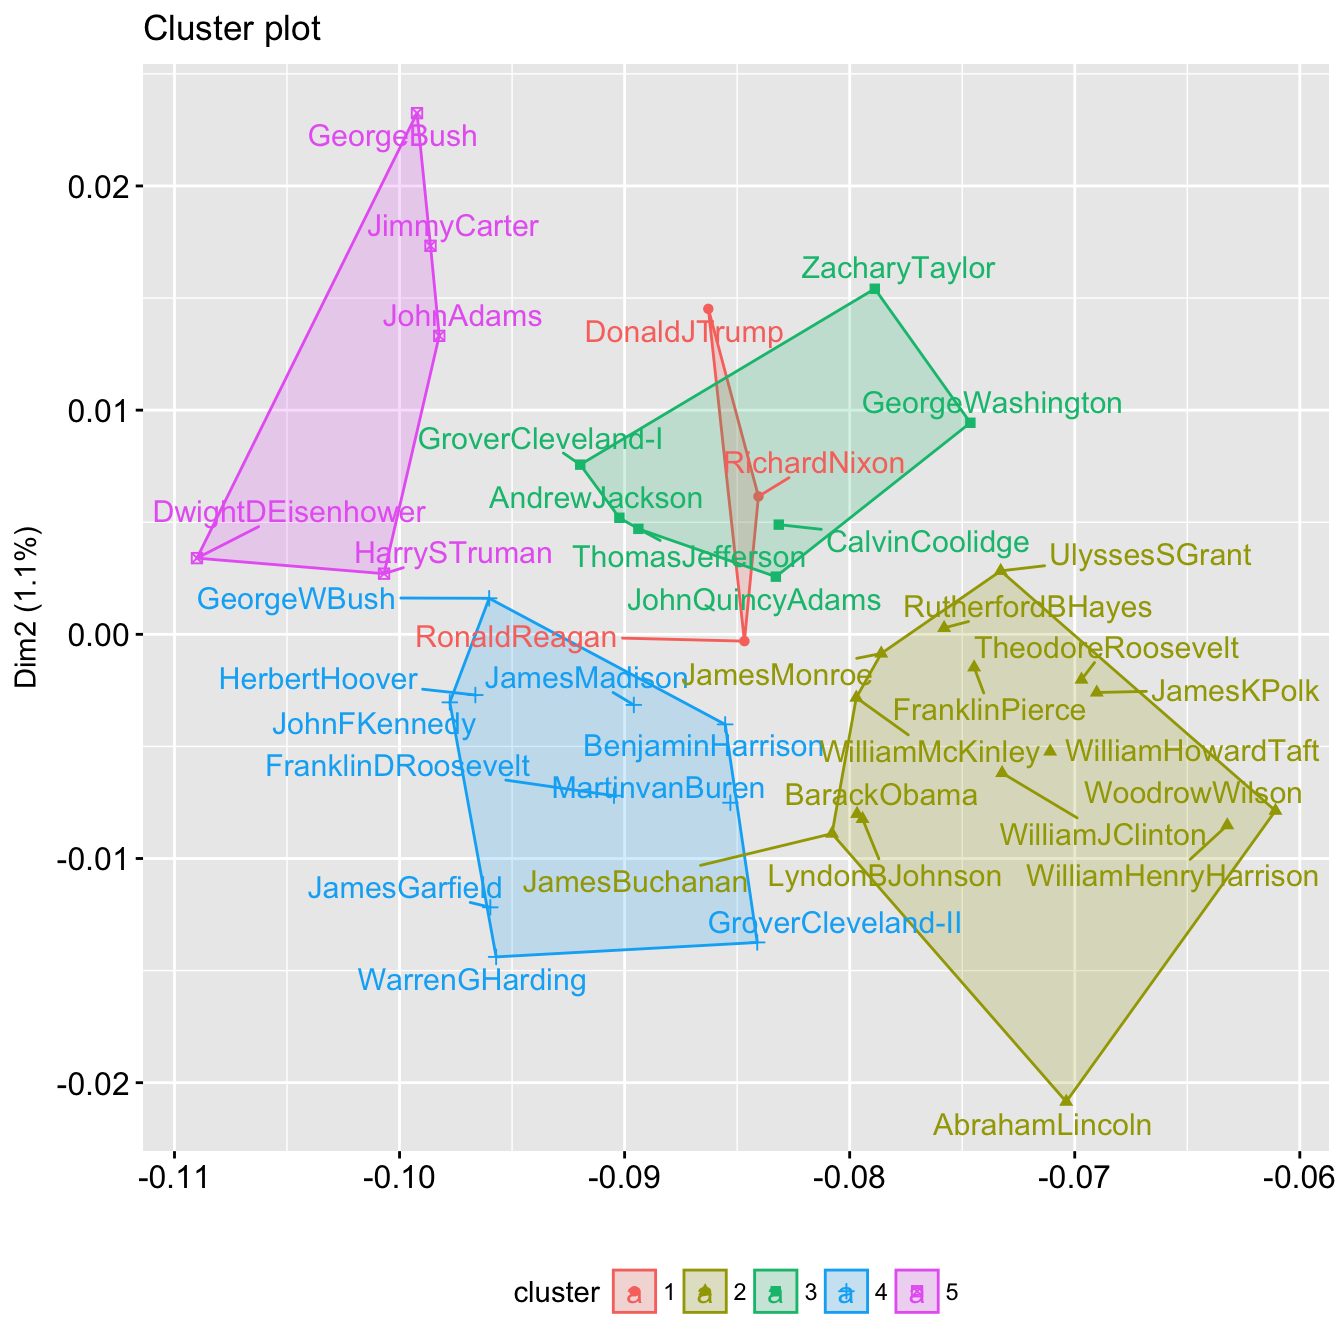 Cluster plot
GeorgeBush
0.02
JimmyCarter
ZacharyTaylor
JohnAdams
DonaldJTrump
0.01
GeorgeWashington
GroverCleveland-I
RichardNixon
AndrewJackson
DwightDEisenhower
CalvinCoolidge
HarrySTruman
ThomasJefferson
UlyssesSGrant
GeorgeWBush
JohnQuincyAdams
RutherfordBHayes
Dim2 (1.1%)
0.00
RonaldReagan
TheodoreRoosevelt
HerbertHoover
JamesMadison
JamesMonroe
JamesKPolk
FranklinPierce
JohnFKennedy
BenjaminHarrison
WilliamMcKinley
WilliamHowardTaft
FranklinDRoosevelt
MartinvanBuren
BarackObama
WoodrowWilson
WilliamJClinton
-0.01
JamesGarfield
JamesBuchanan
LyndonBJohnson
WilliamHenryHarrison
GroverCleveland-II
WarrenGHarding
-0.02
AbrahamLincoln
-0.11 -0.10 -0.09 -0.08 -0.07 -0.06
cluster a 1 a 2 a 3 a 4 a 5